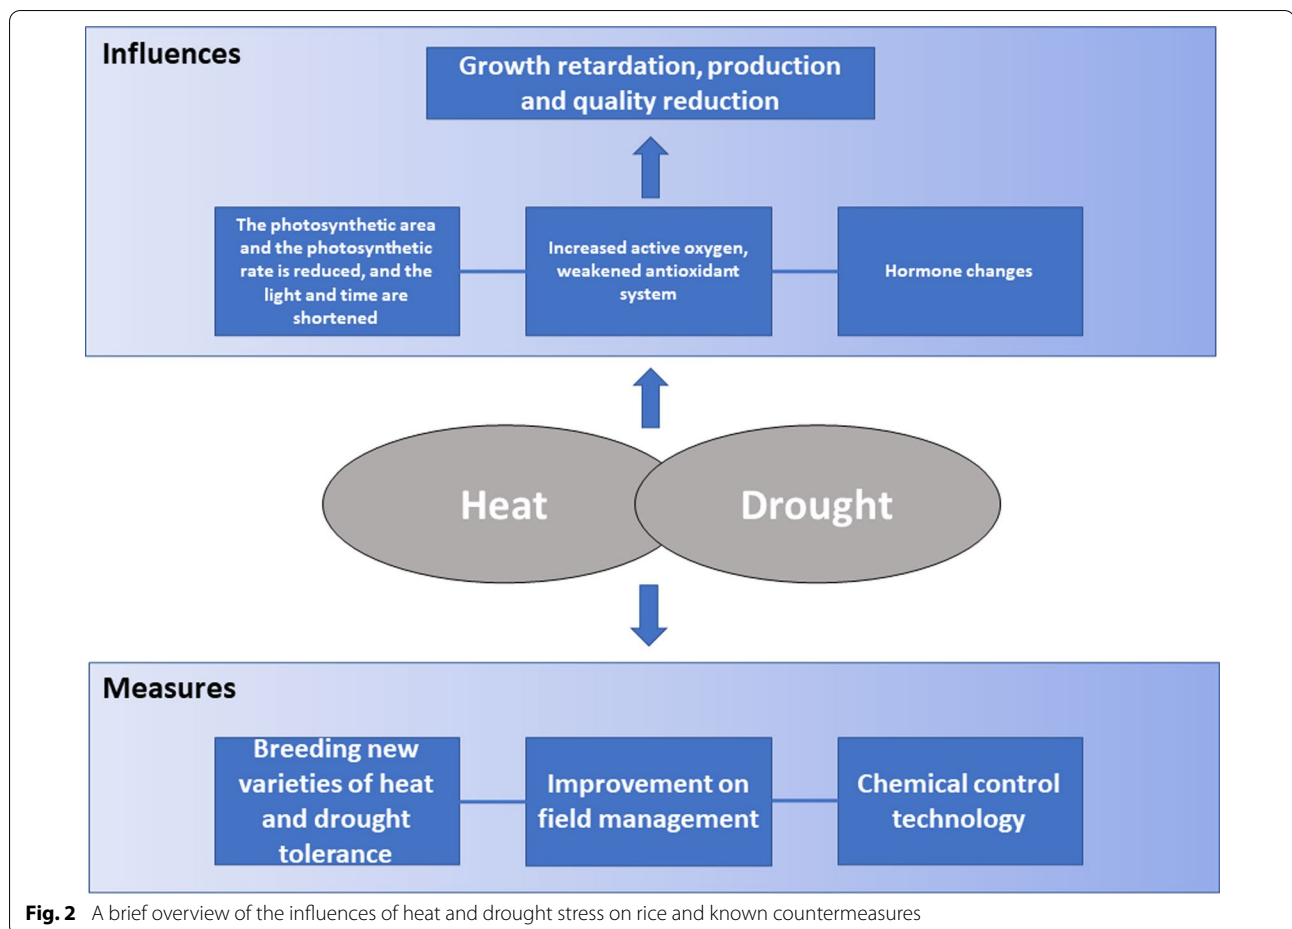 Influences
Growth retardation, production
and quality reduction
The photosynthetic area
and the photosynthetic
rate is reduced, and the
light and time are
shortened
Increased active oxygen,
weakened antioxidant
system
Hormone changes
Heat
Drought
Measures
Breeding new
varieties of heat
and drought
tolerance
Improvement on
field management
Chemical control
technology
Fig. 2 A brief overview of the influences of heat and drought stress on rice and known countermeasures